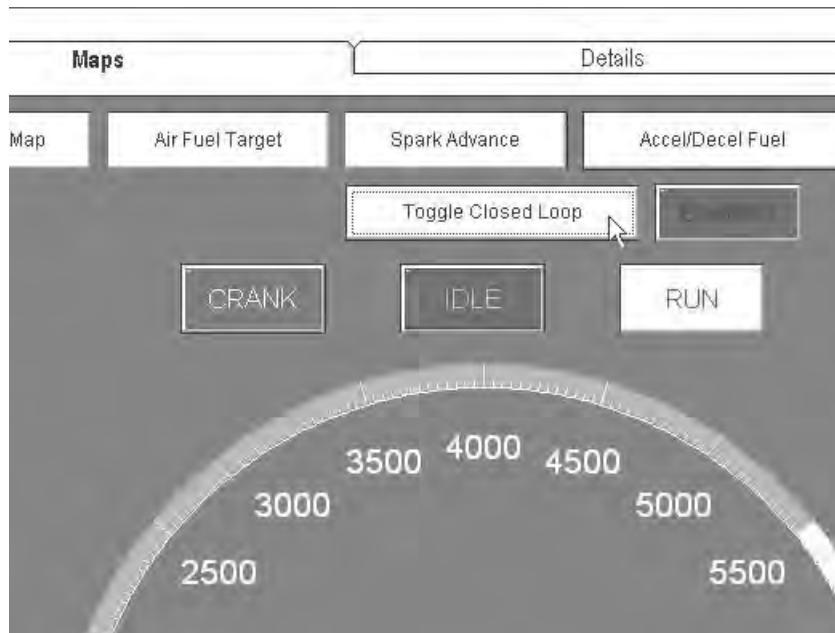 Maps Details
Map Air Fuel Target Spark Advance Accel/Decel Fuel
Toggle Closed Loop
CRANK IDLE RUN
4000
3500 4500
3000 5000
2500 5500